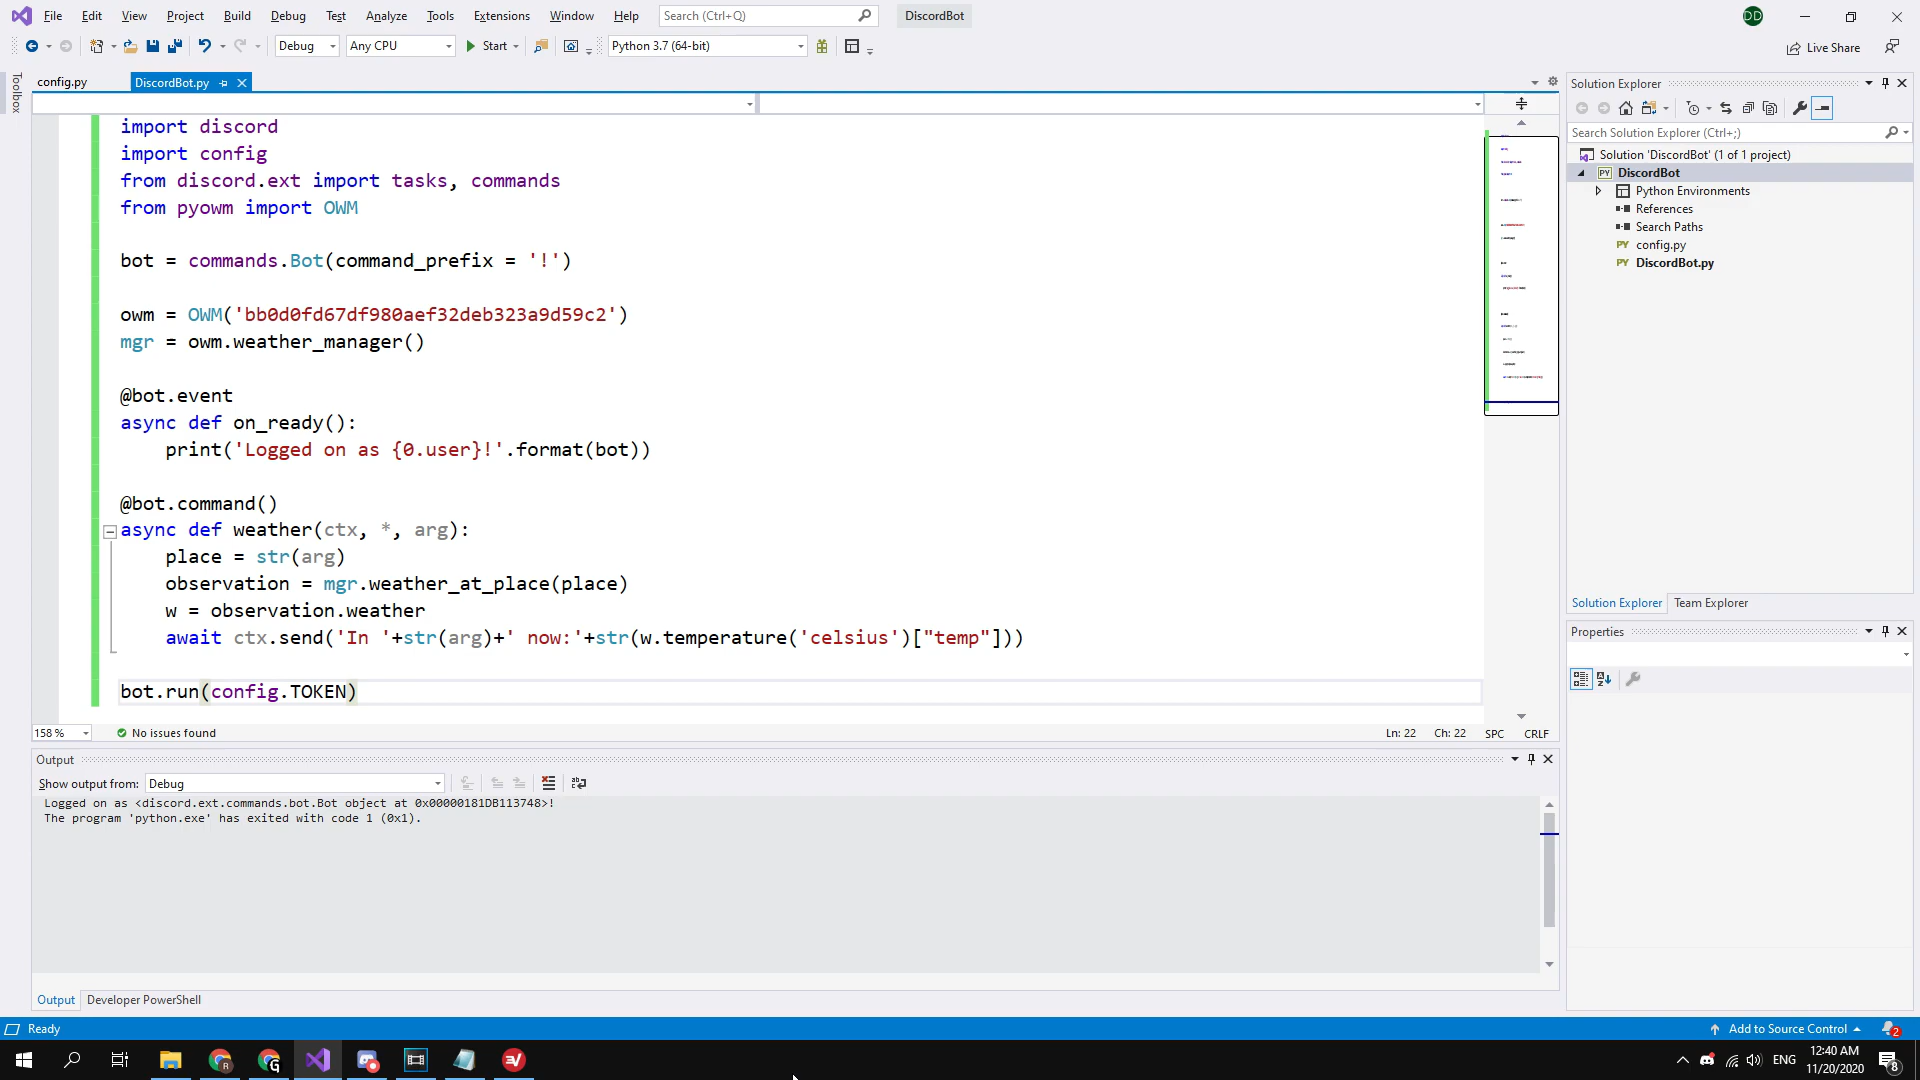 File Edit View Project Build Debug Test Analyze Tools Extensions Window Help Search (Ctrl+Q) DiscordBot DD
Debug Any CPU Start Python 3.7 (64-bit) Live Share
Toolbox
config.py DiscordBot.py
import discord
import config
from discord.ext import tasks, commands
from pyowm import OWM
bot = commands.Bot(command_prefix = '!')
owm = OWM('bb0d0fd67df980aef32deb323a9d59c2')
mgr = owm.weather_manager()
@bot.event
async def on_ready():
print('Logged on as {0.user}!'.format(bot))
@bot.command()
async def weather(ctx, *, arg):
place = str(arg)
observation = mgr.weather_at_place(place)
w = observation.weather
await ctx.send('In '+str(arg)+' now:'+str(w.temperature('celsius')["temp"]))
bot.run(config.TOKEN)
158 % No issues found Ln: 22 Ch: 22 SPC CRLF
Output
Show output from: Debug
Logged on as <discord.ext.commands.bot.Bot object at 0x00000181DB113748>!
The program 'python.exe' has exited with code 1 (0x1).
Output Developer PowerShell
Solution Explorer
Search Solution Explorer (Ctrl+;)
Solution 'DiscordBot' (1 of 1 project)
PY DiscordBot
Python Environments
References
Search Paths
PY config.py
PY DiscordBot.py
Solution Explorer Team Explorer
Properties
Ready Add to Source Control 2
R G ENG 12:40 AM
11/20/2020 8